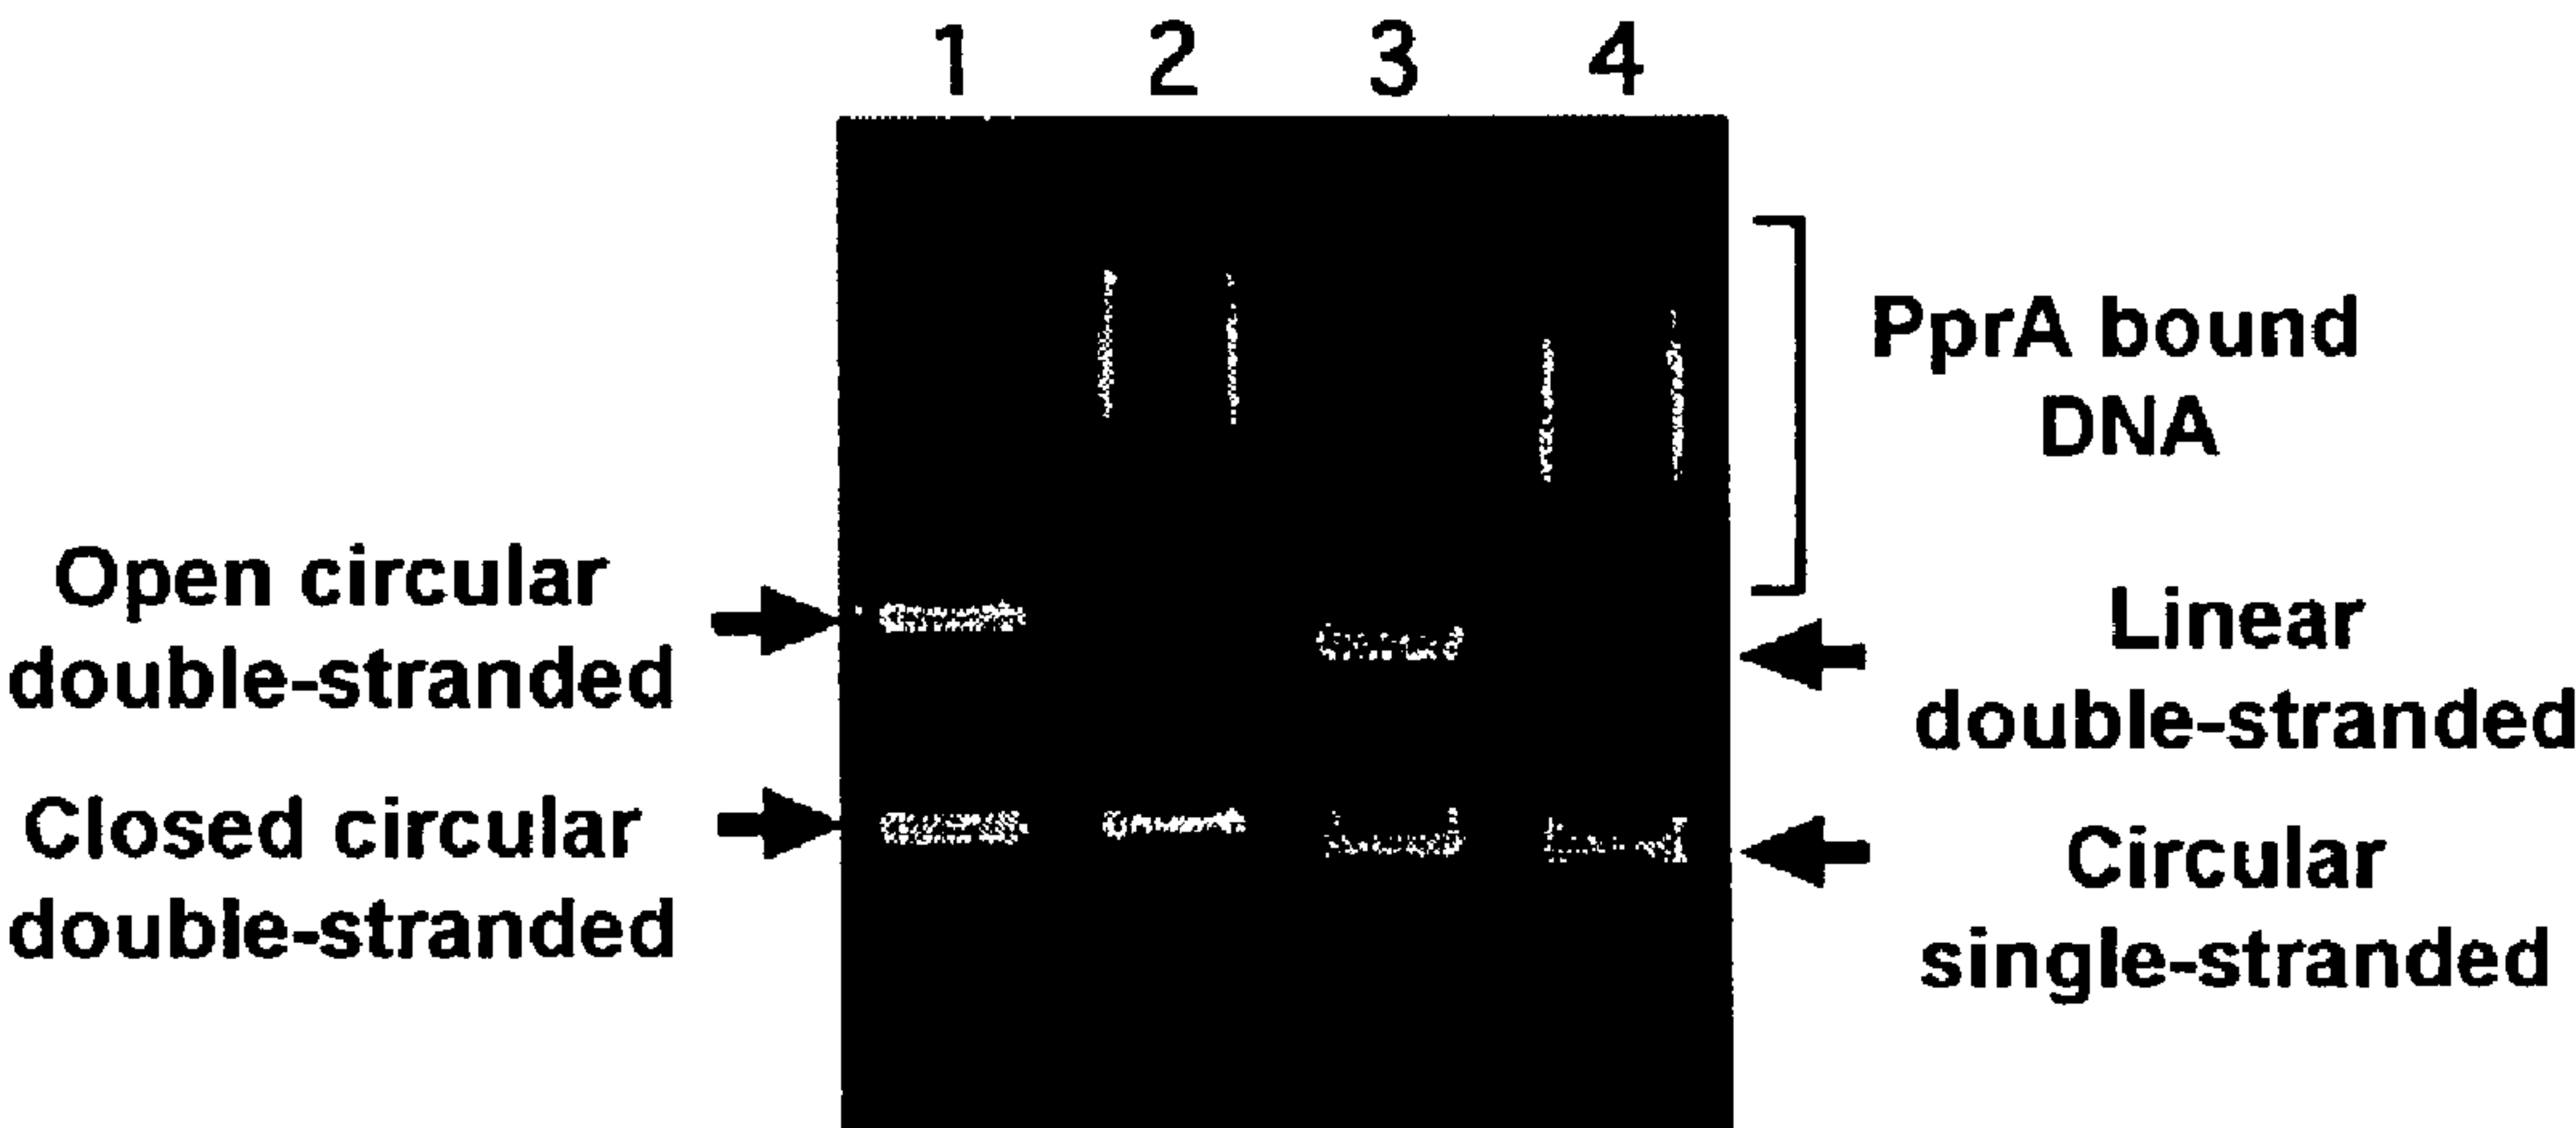 1 2 3 4
PprA bound
DNA
Open circular
double-stranded
Linear
double-stranded
Closed circular
double-stranded
Circular
single-stranded